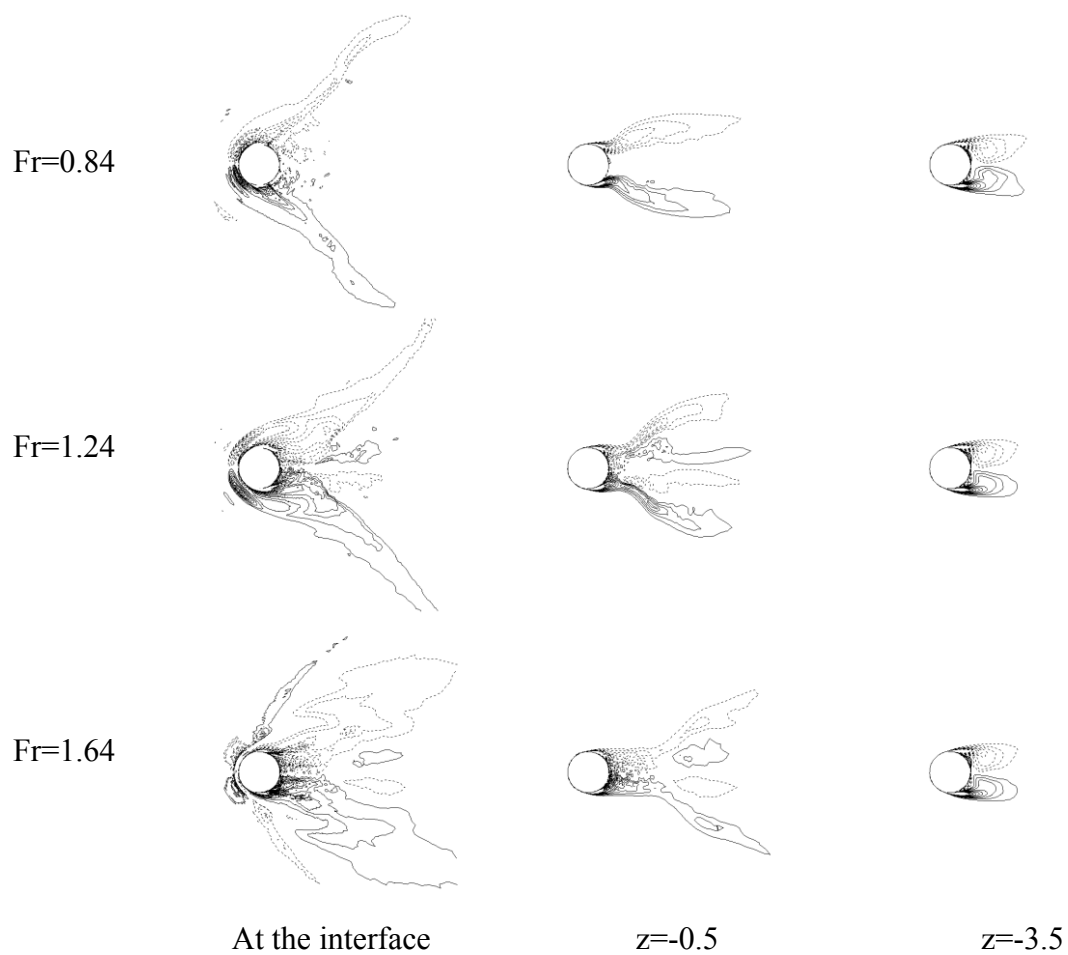 Fr=0.84
Fr=1.24
Fr=1.64
At the interface z=-0.5 z=-3.5